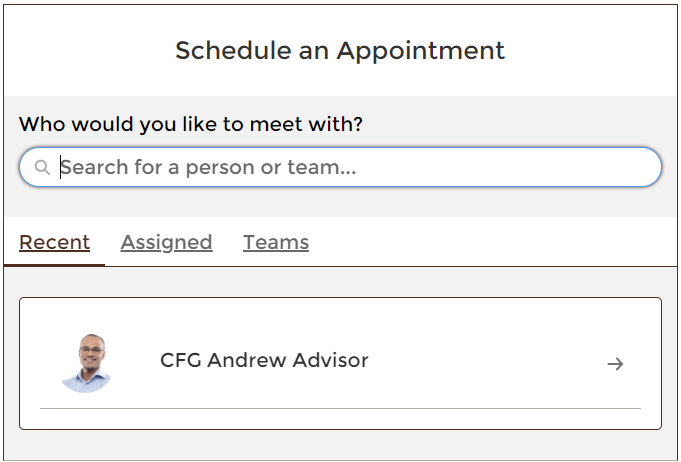 Schedule an Appointment
Who would you like to meet with?
Search for a person or team...
Recent Assigned Teams
CFG Andrew Advisor